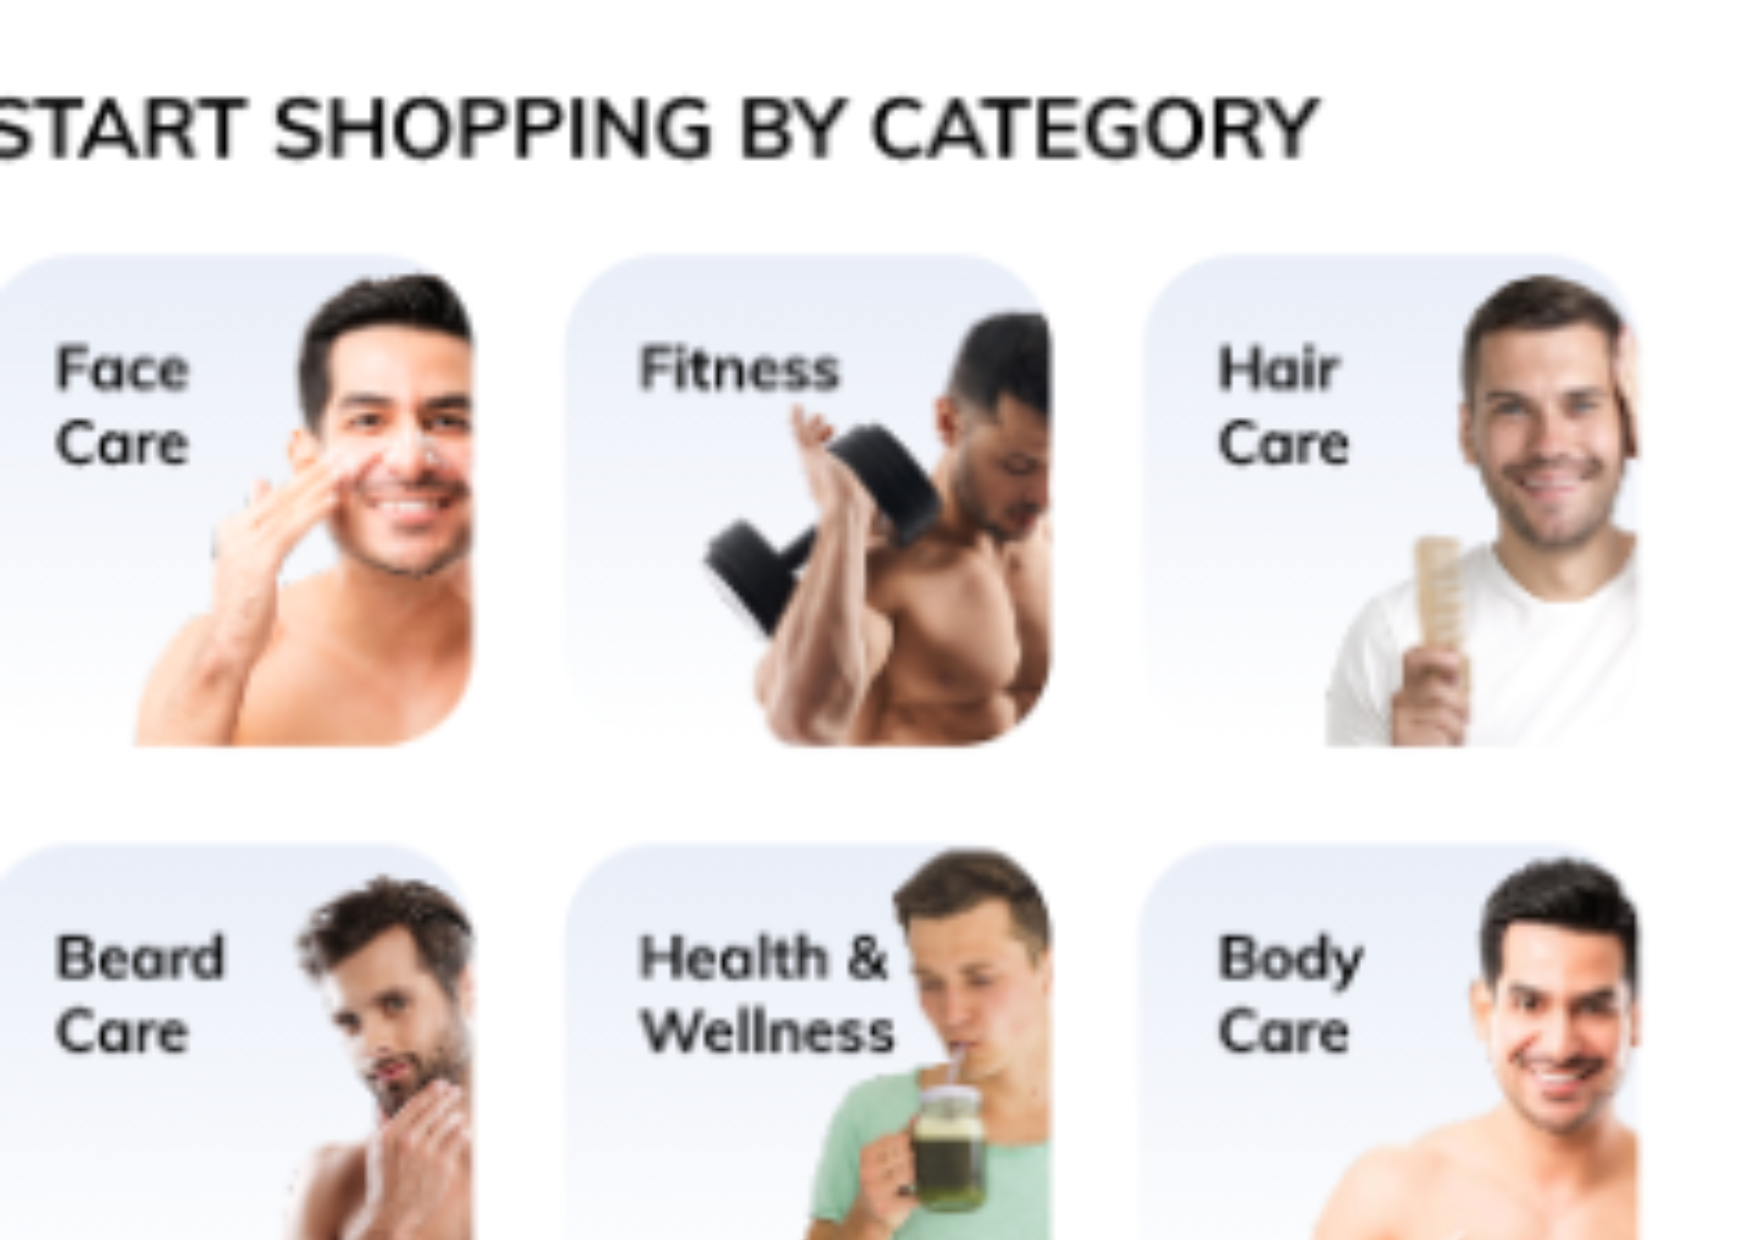 START SHOPPING BY CATEGORY
Face
Care
Fitness
Hair
Care
Beard
Care
Health &
Wellness
Body
Care